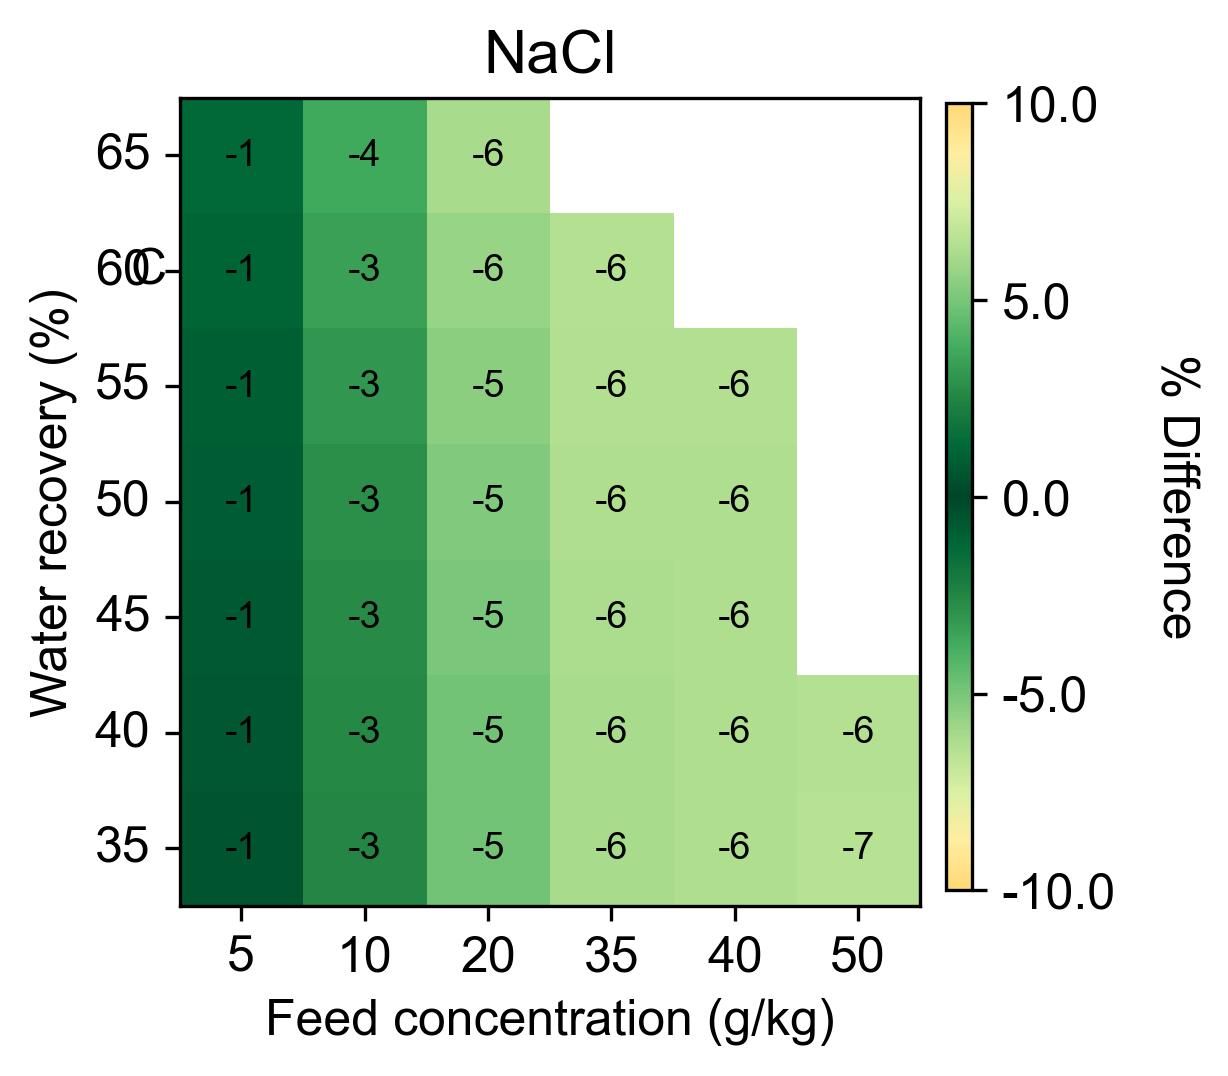 NaCl
65 -1 -4 -6
60 C -1 -3 -6 -6
55 -1 -3 -5 -6 -6
50 -1 -3 -5 -6 -6
45 -1 -3 -5 -6 -6
40 -1 -3 -5 -6 -6 -6
35 -1 -3 -5 -6 -6 -7
5 10 20 35 40 50
Feed concentration (g/kg)
Water recovery (%)
10.0
5.0
0.0
-5.0
-10.0
% Difference